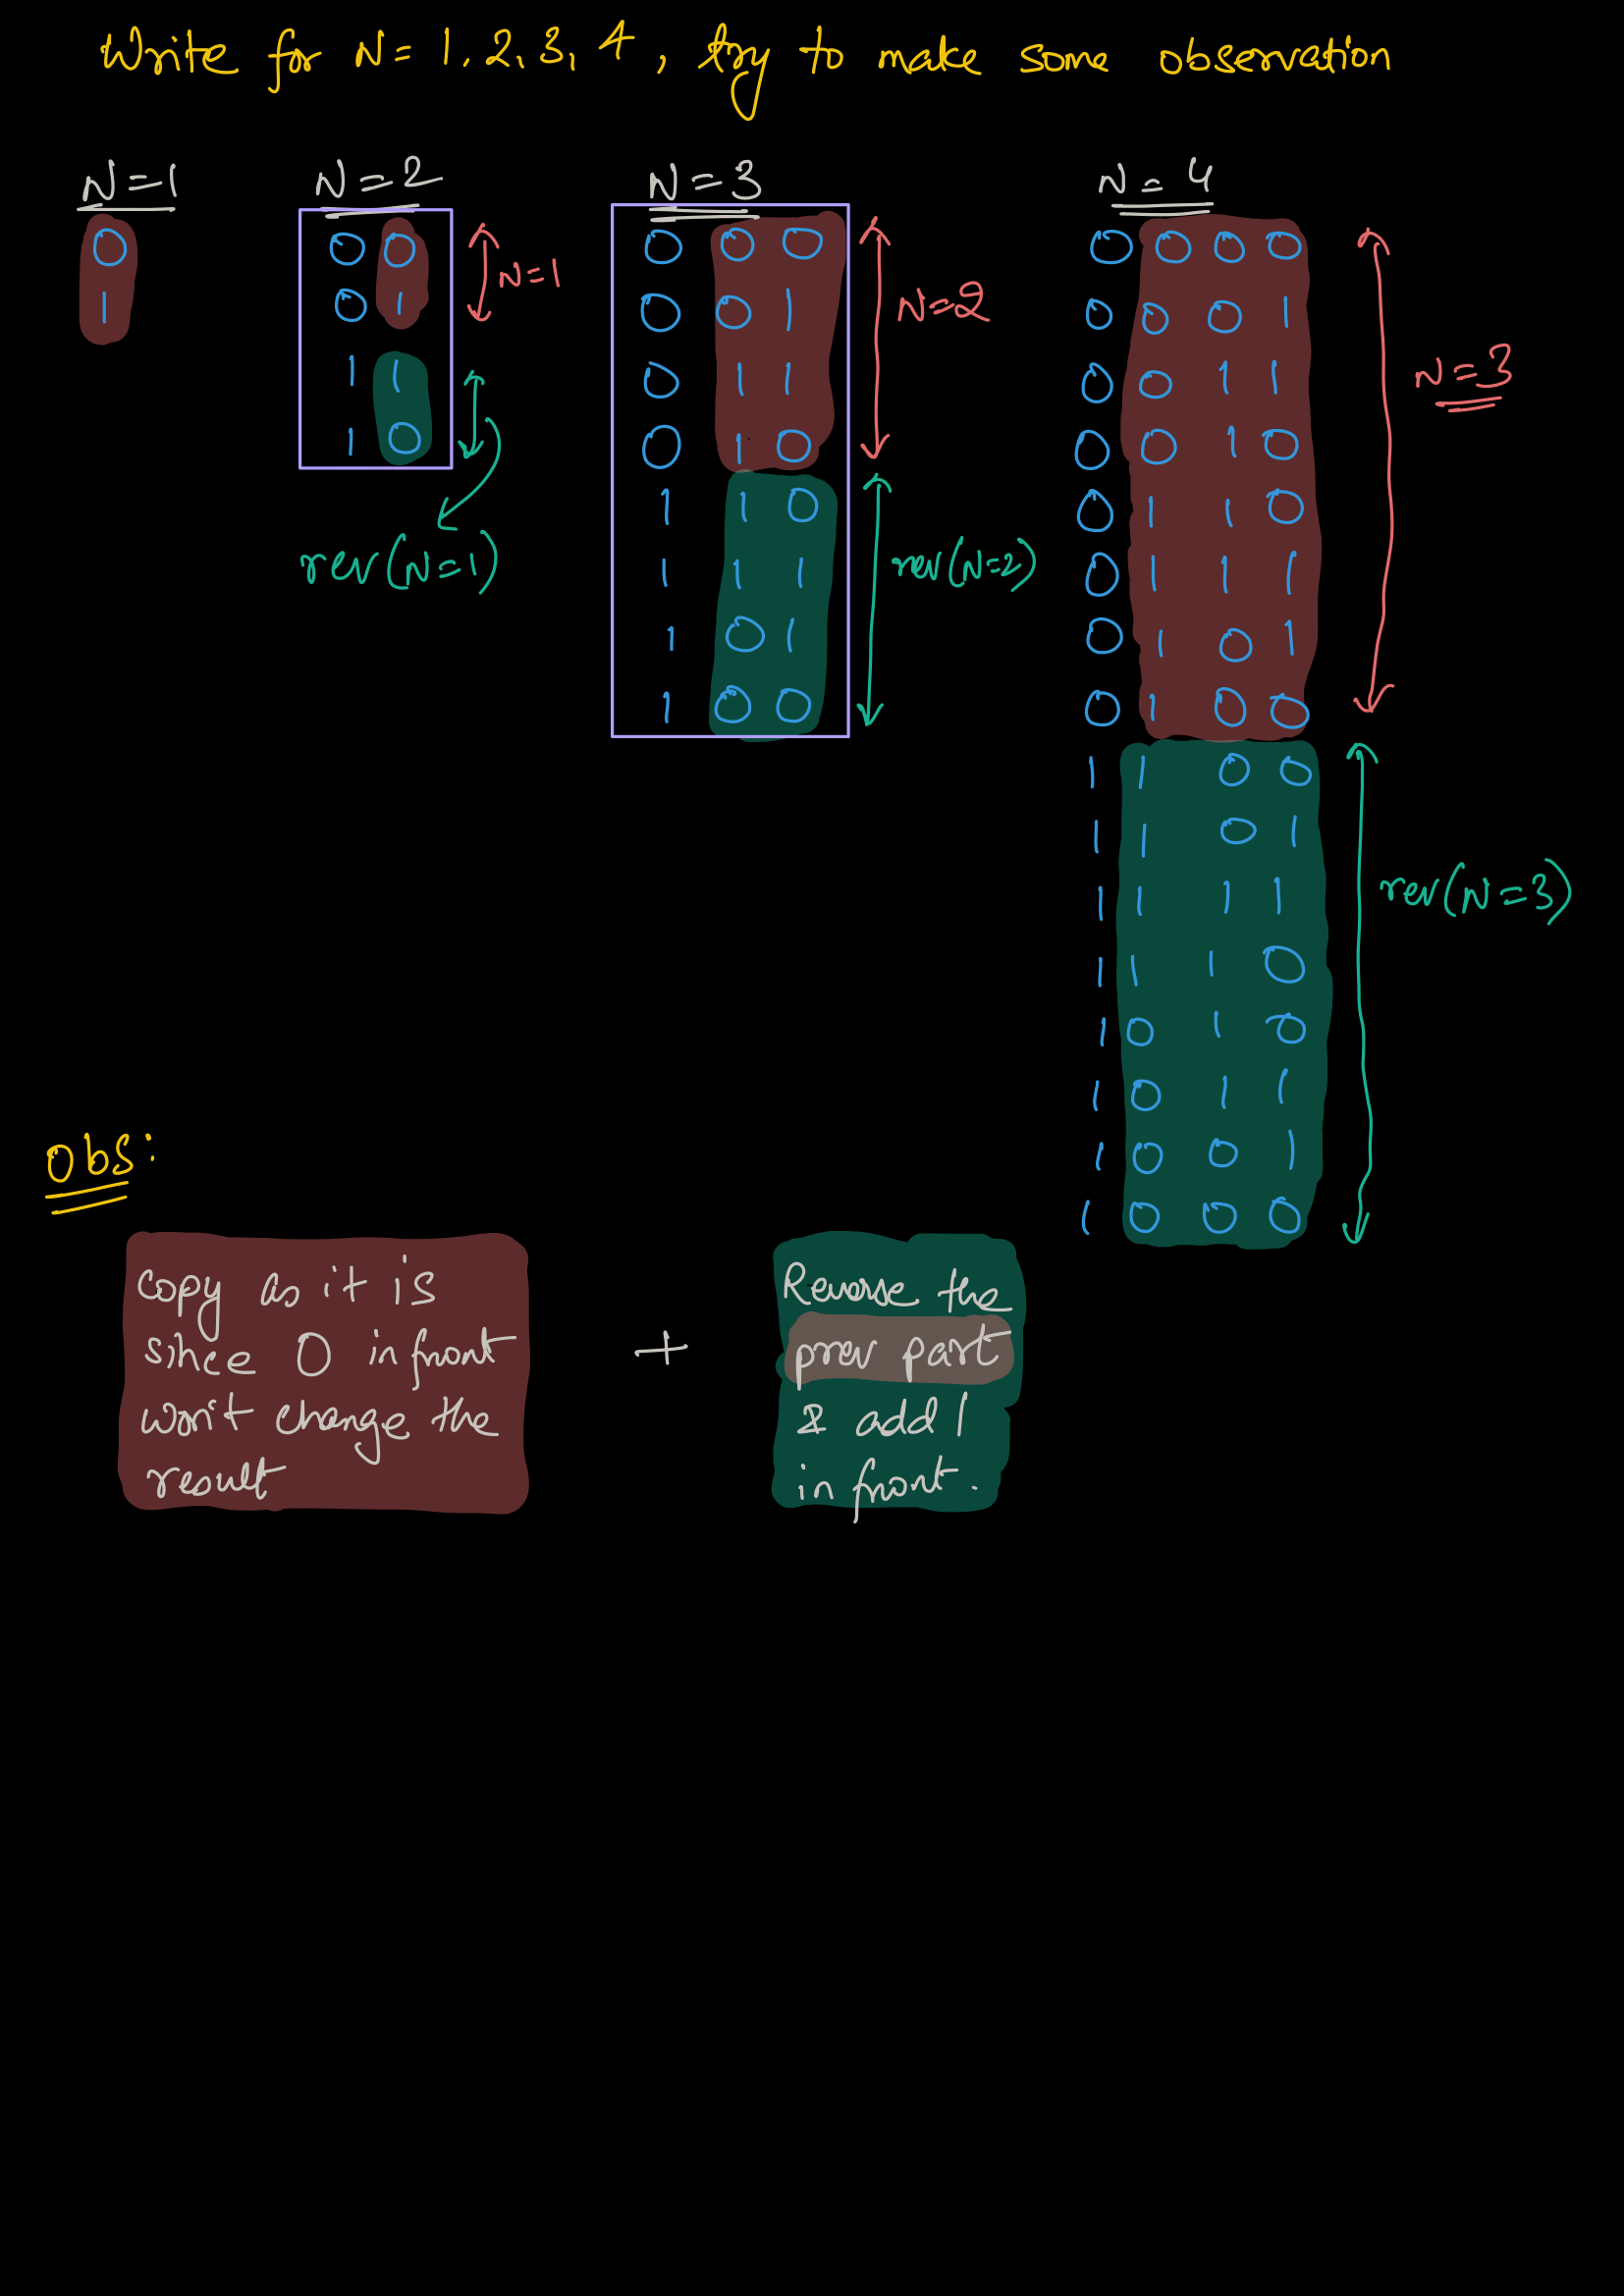 Write for N = 1, 2, 3, 4, try to make some observation
N=1
0
1
N=2
0 0
0 1
1 1
1 0
N=1
rev(N=1)
N=3
0 0 0
0 0 1
0 1 1
0 1 0
1 1 0
1 1 1
1 0 1
1 0 0
N=2
rev(N=2)
N=4
0 0 0 0
0 0 0 1
0 0 1 1
0 0 1 0
0 1 1 0
0 1 1 1
0 1 0 1
0 1 0 0
1 1 0 0
1 1 0 1
1 1 1 1
1 1 1 0
1 0 1 0
1 0 1 1
1 0 0 1
1 0 0 0
N=3
rev(N=3)
Obs:
copy as it is
since 0 in front
won't change the
result
+
Reverse the
prev part
& add 1
in front.